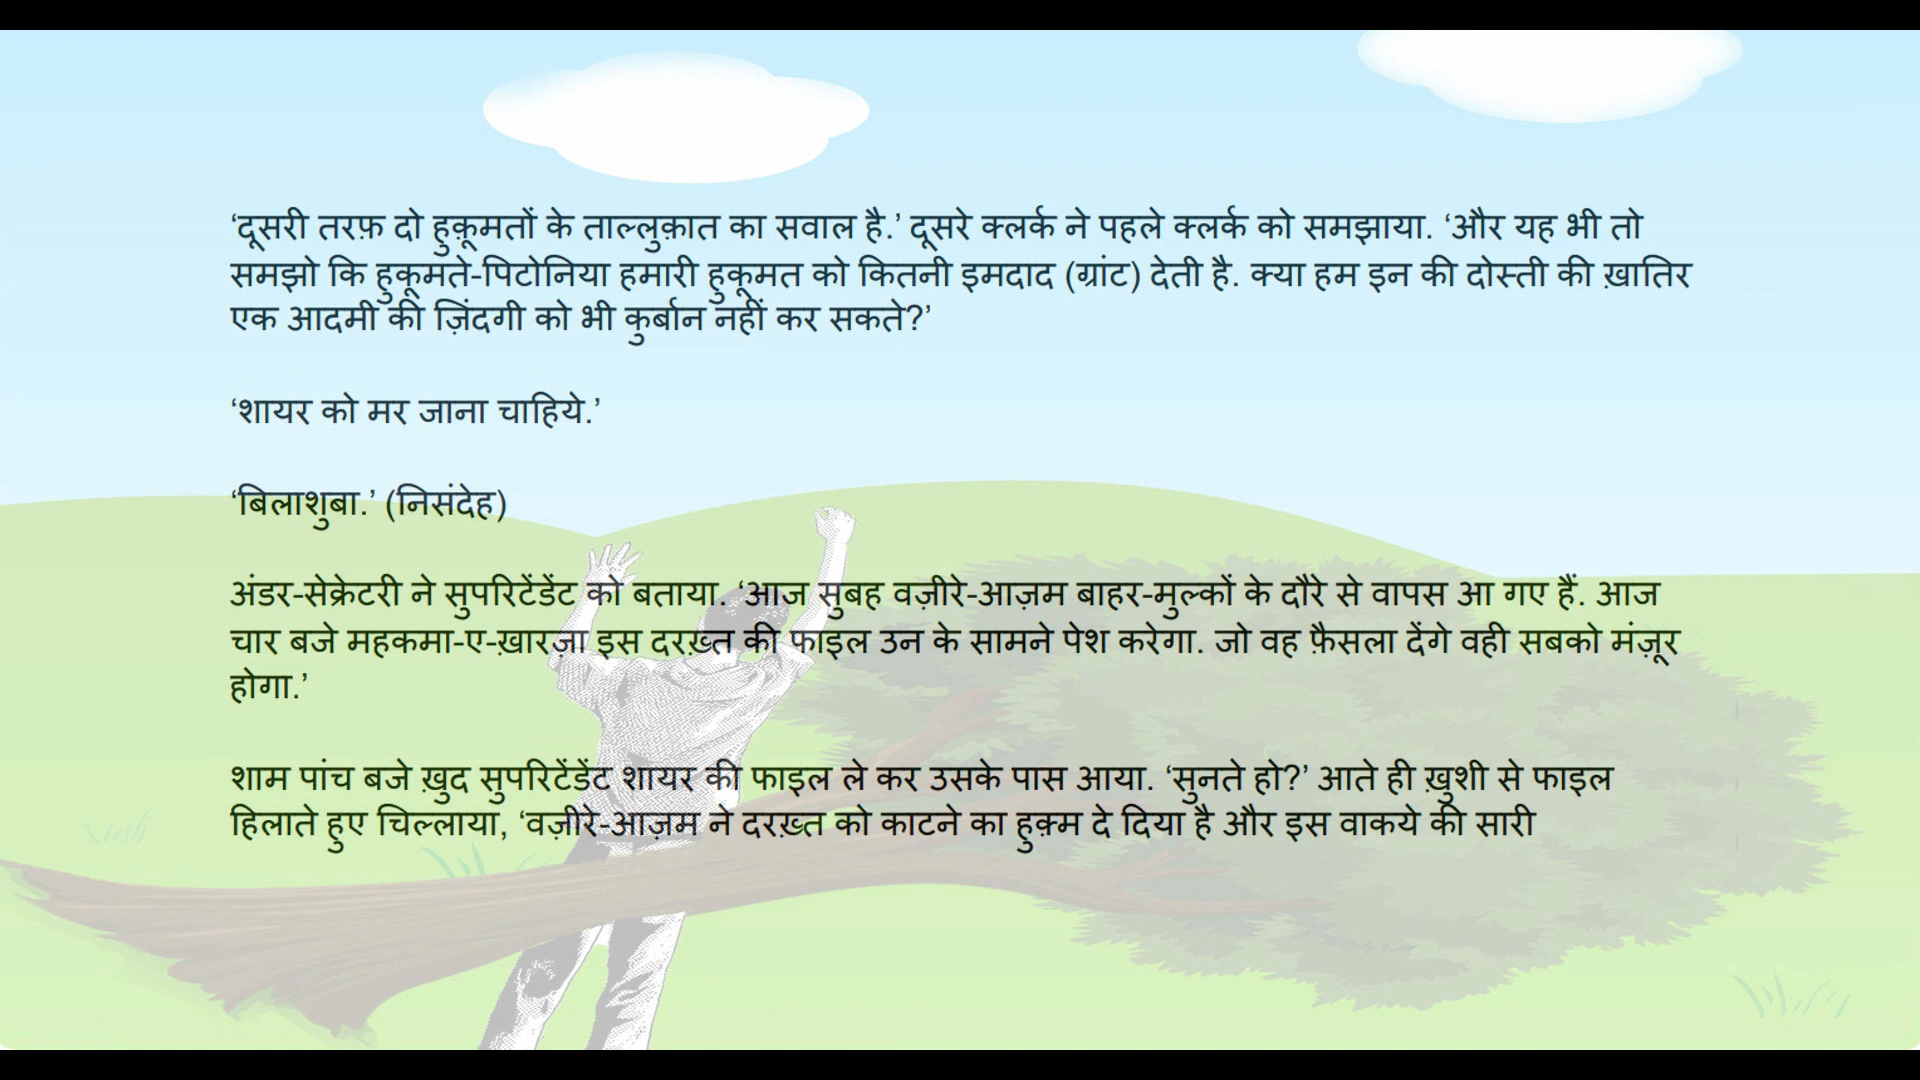 ‘दूसरी तरफ़ दो हुक़ूमतों के ताल्लुक़ात का सवाल है.’ दूसरे क्लर्क ने पहले क्लर्क को समझाया. ‘और यह भी तो
समझो कि हुकूमते-पिटोनिया हमारी हुकूमत को कितनी इमदाद (ग्रांट) देती है. क्या हम इन की दोस्ती की ख़ातिर
एक आदमी की ज़िंदगी को भी कुर्बान नहीं कर सकते?’
‘शायर को मर जाना चाहिये.’
‘बिलाशुबा.’ (निसंदेह)
अंडर-सेक्रेटरी ने सुपरिटेंडेंट को बताया. ‘आज सुबह वज़ीरे-आज़म बाहर-मुल्कों के दौरे से वापस आ गए हैं. आज
चार बजे महकमा-ए-ख़ारज़ा इस दरख़्त की फाइल उन के सामने पेश करेगा. जो वह फ़ैसला देंगे वही सबको मंज़ूर
होगा.’
शाम पांच बजे ख़ुद सुपरिटेंडेंट शायर की फाइल ले कर उसके पास आया. ‘सुनते हो?’ आते ही ख़ुशी से फाइल
हिलाते हुए चिल्लाया, ‘वज़ीरे-आज़म ने दरख़्त को काटने का हुक़्म दे दिया है और इस वाकये की सारी